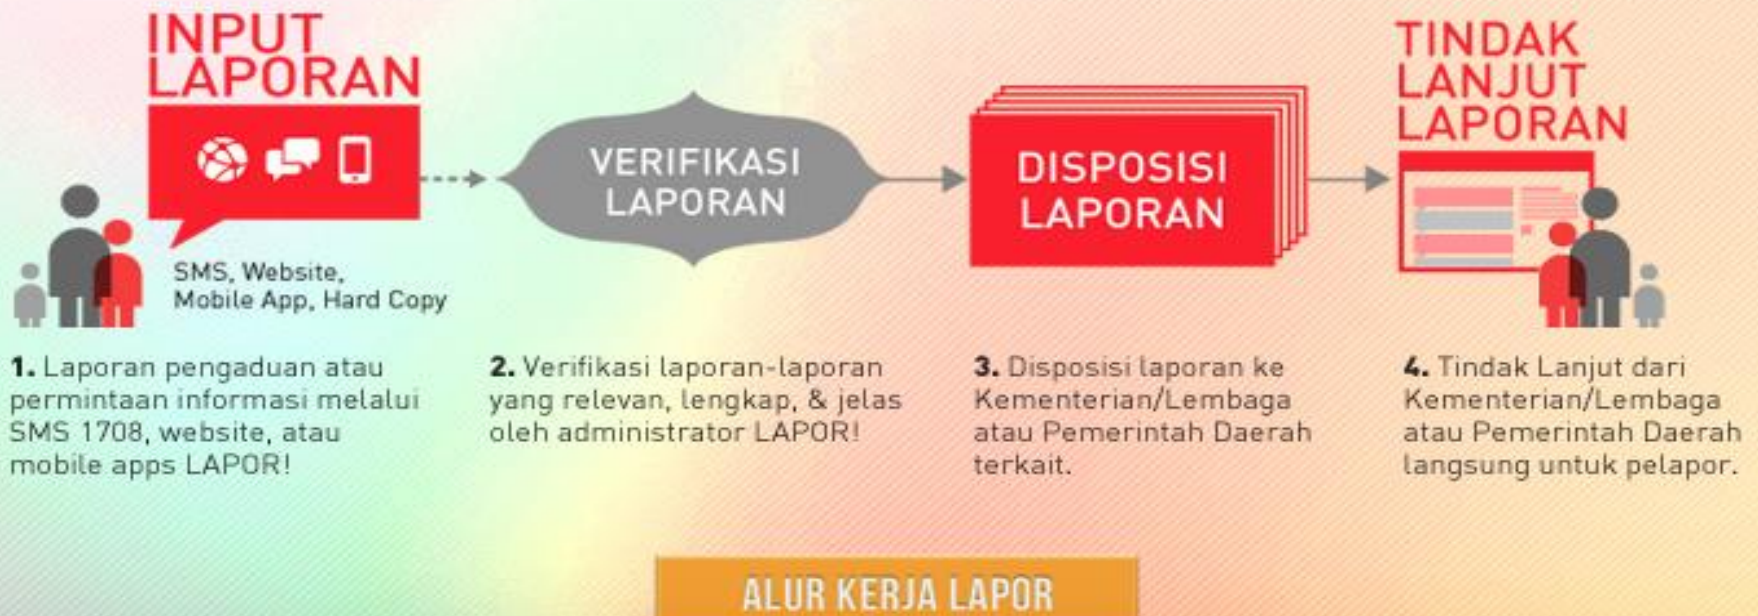 INPUT
LAPORAN
SMS, Website,
Mobile App, Hard Copy
1. Laporan pengaduan atau
permintaan informasi melalui
SMS 1708, website, atau
mobile apps LAPOR!
VERIFIKASI
LAPORAN
2. Verifikasi laporan-laporan
yang relevan, lengkap, & jelas
oleh administrator LAPOR!
DISPOSISI
LAPORAN
3. Disposisi laporan ke
Kementerian/Lembaga
atau Pemerintah Daerah
terkait.
TINDAK
LANJUT
LAPORAN
4. Tindak Lanjut dari
Kementerian/Lembaga
atau Pemerintah Daerah
langsung untuk pelapor.
ALUR KERJA LAPOR